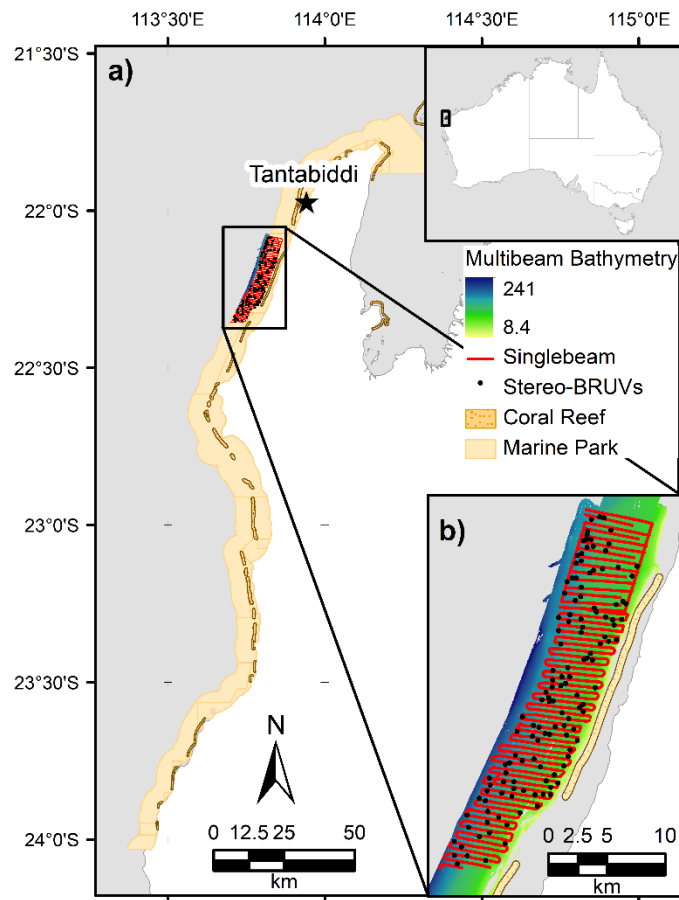 113°30'E 114°0'E 114°30'E 115°0'E
21°30'S
a)
Tantabiddi
22°0'S
Multibeam Bathymetry
241
8.4
Singlebeam
Stereo-BRUVs
Coral Reef
Marine Park
22°30'S
23°0'S
b)
23°30'S
N
24°0'S
0 12.5 25 50
km
0 2.5 5 10
km